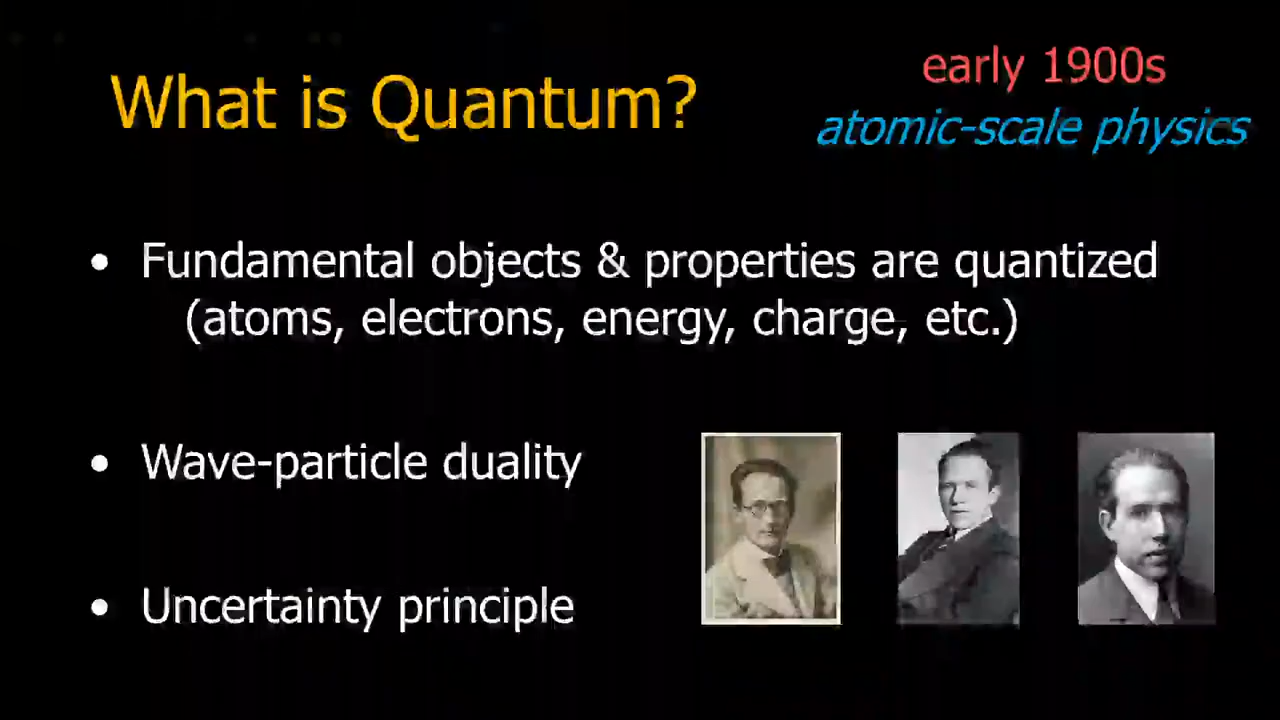 What is Quantum?
early 1900s
atomic-scale physics
• Fundamental objects & properties are quantized
(atoms, electrons, energy, charge, etc.)
• Wave-particle duality
• Uncertainty principle